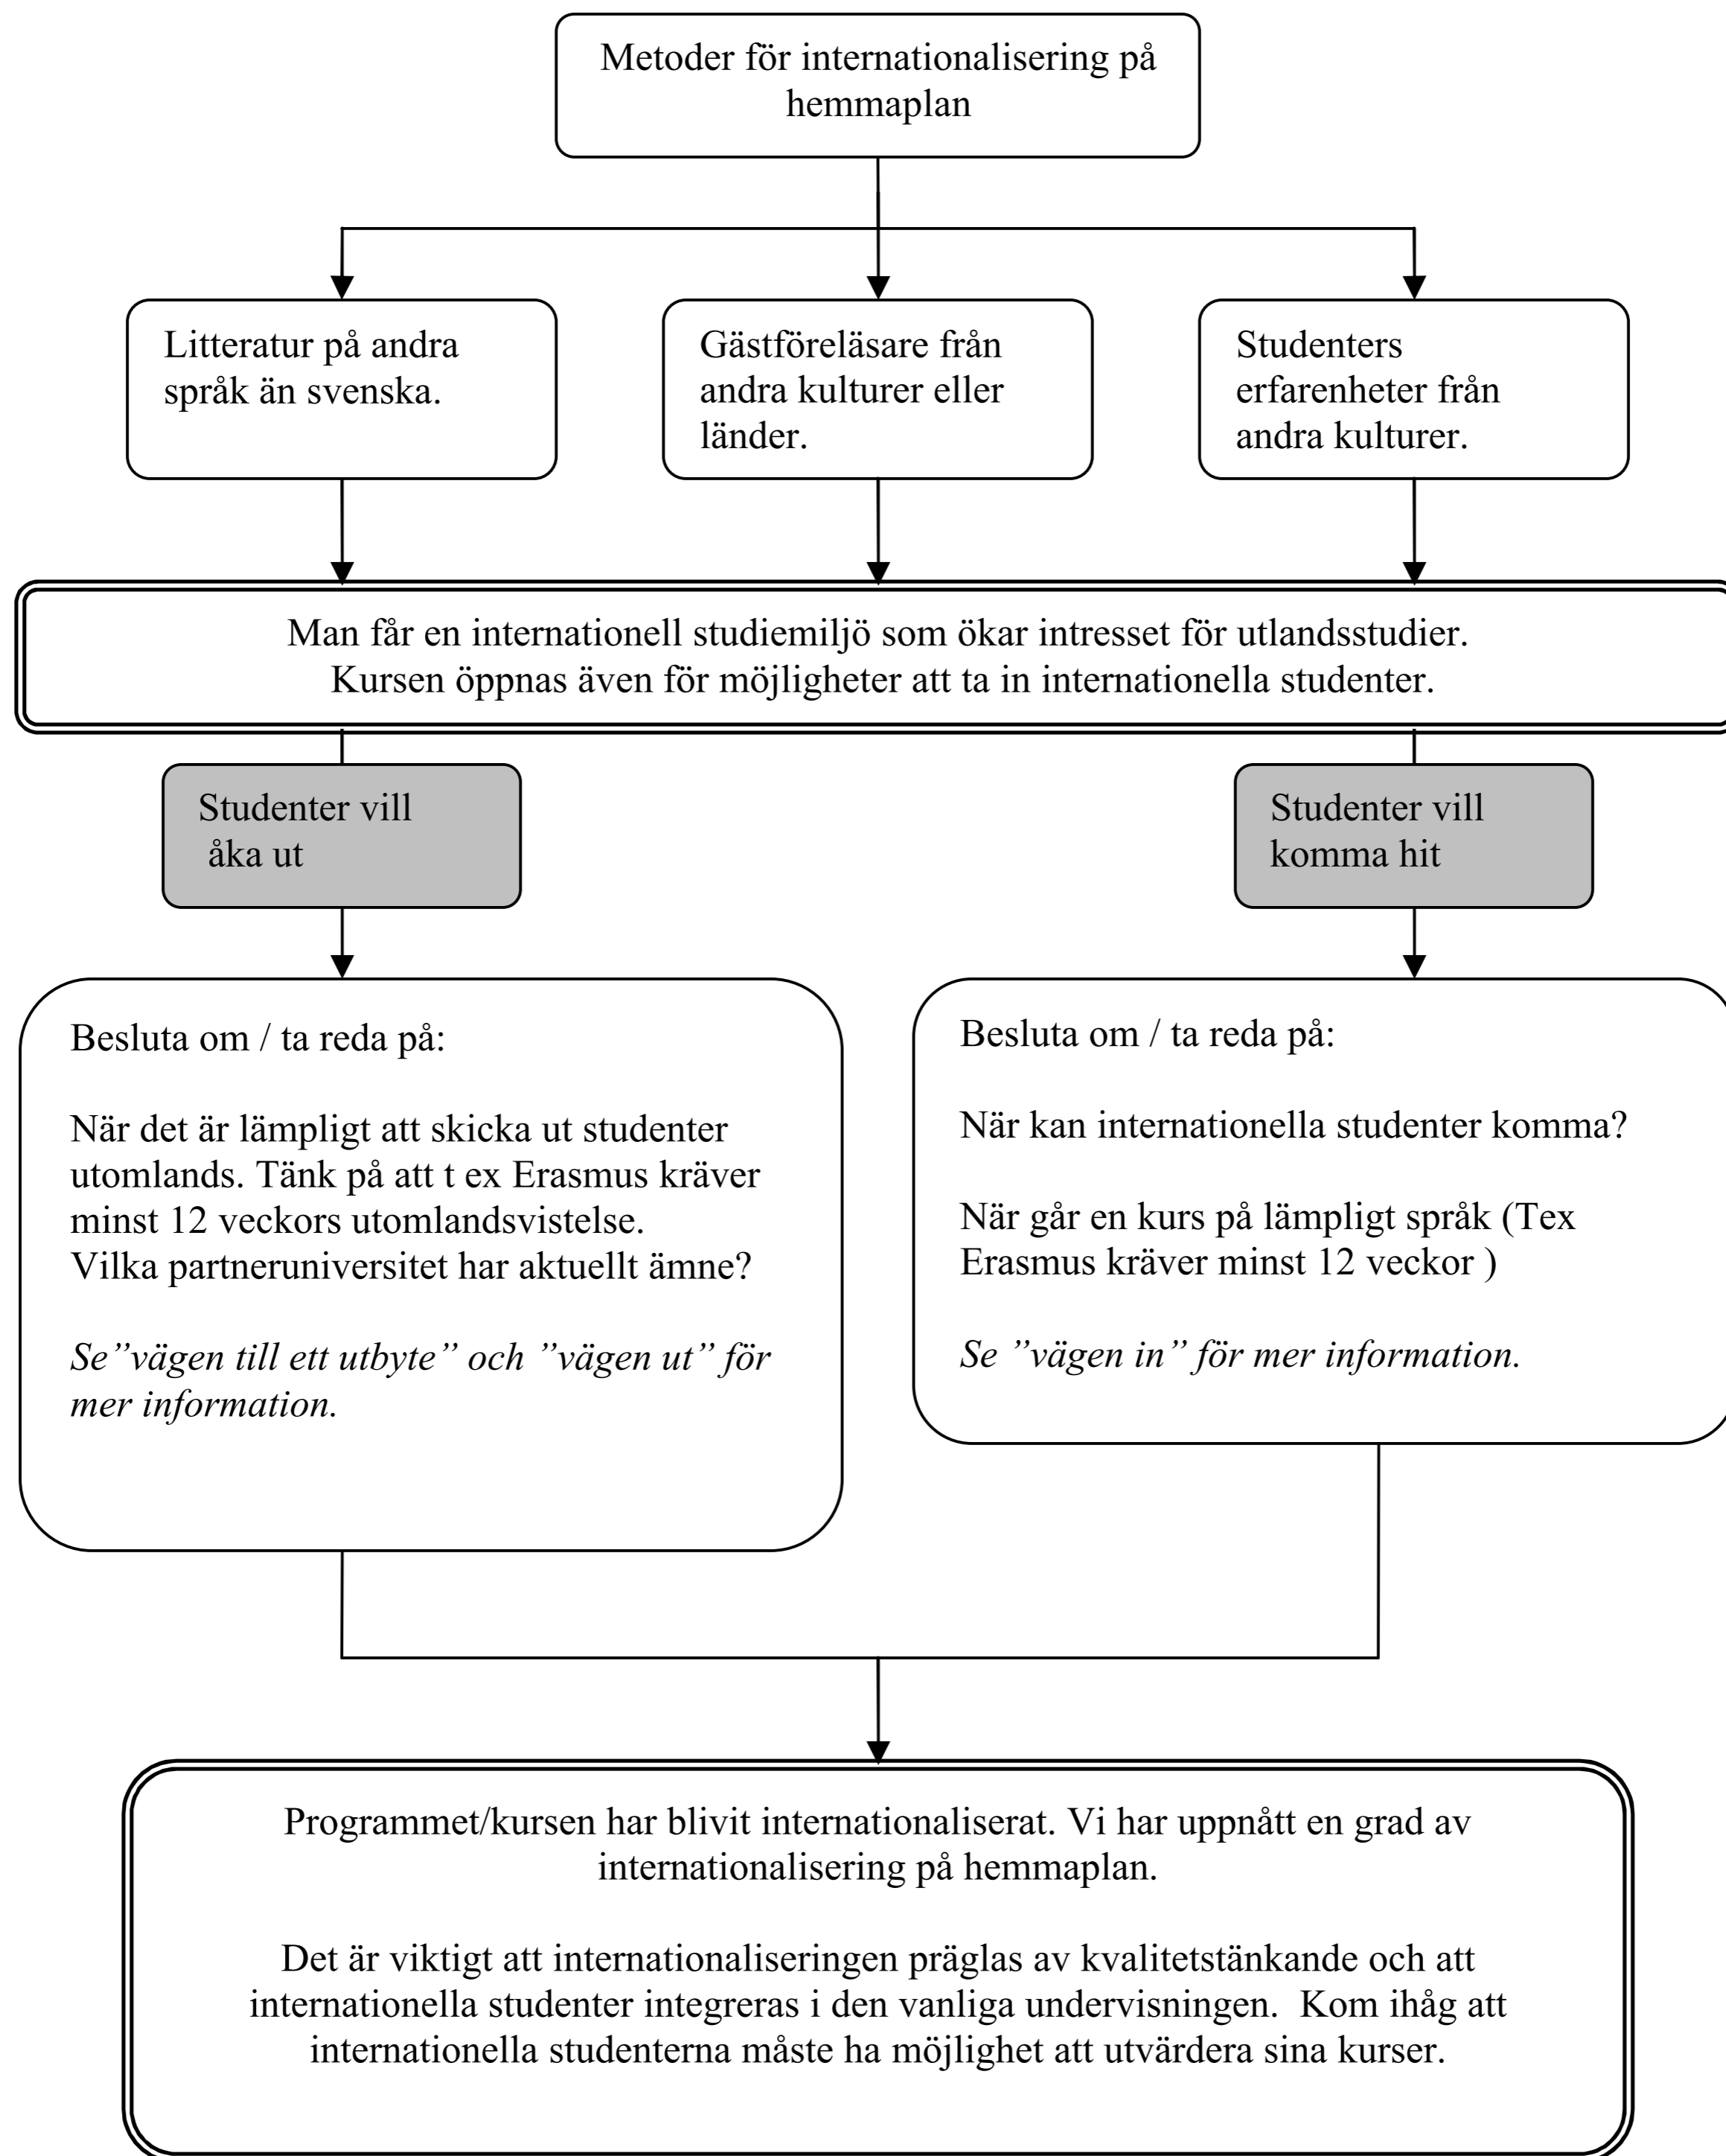 Metoder för internationalisering på
hemmaplan
Litteratur på andra
språk än svenska.
Gästföreläsare från
andra kulturer eller
länder.
Studenters
erfarenheter från
andra kulturer.
Man får en internationell studiemiljö som ökar intresset för utlandsstudier.
Kursen öppnas även för möjligheter att ta in internationella studenter.
Studenter vill
åka ut
Studenter vill
komma hit
Besluta om / ta reda på:
När det är lämpligt att skicka ut studenter
utomlands. Tänk på att t ex Erasmus kräver
minst 12 veckors utomlandsvistelse.
Vilka partneruniversitet har aktuellt ämne?
Se”vägen till ett utbyte” och ”vägen ut” för
mer information.
Besluta om / ta reda på:
När kan internationella studenter komma?
När går en kurs på lämpligt språk (Tex
Erasmus kräver minst 12 veckor )
Se ”vägen in” för mer information.
Programmet/kursen har blivit internationaliserat. Vi har uppnått en grad av
internationalisering på hemmaplan.
Det är viktigt att internationaliseringen präglas av kvalitetstänkande och att
internationella studenter integreras i den vanliga undervisningen.  Kom ihåg att
internationella studenterna måste ha möjlighet att utvärdera sina kurser.